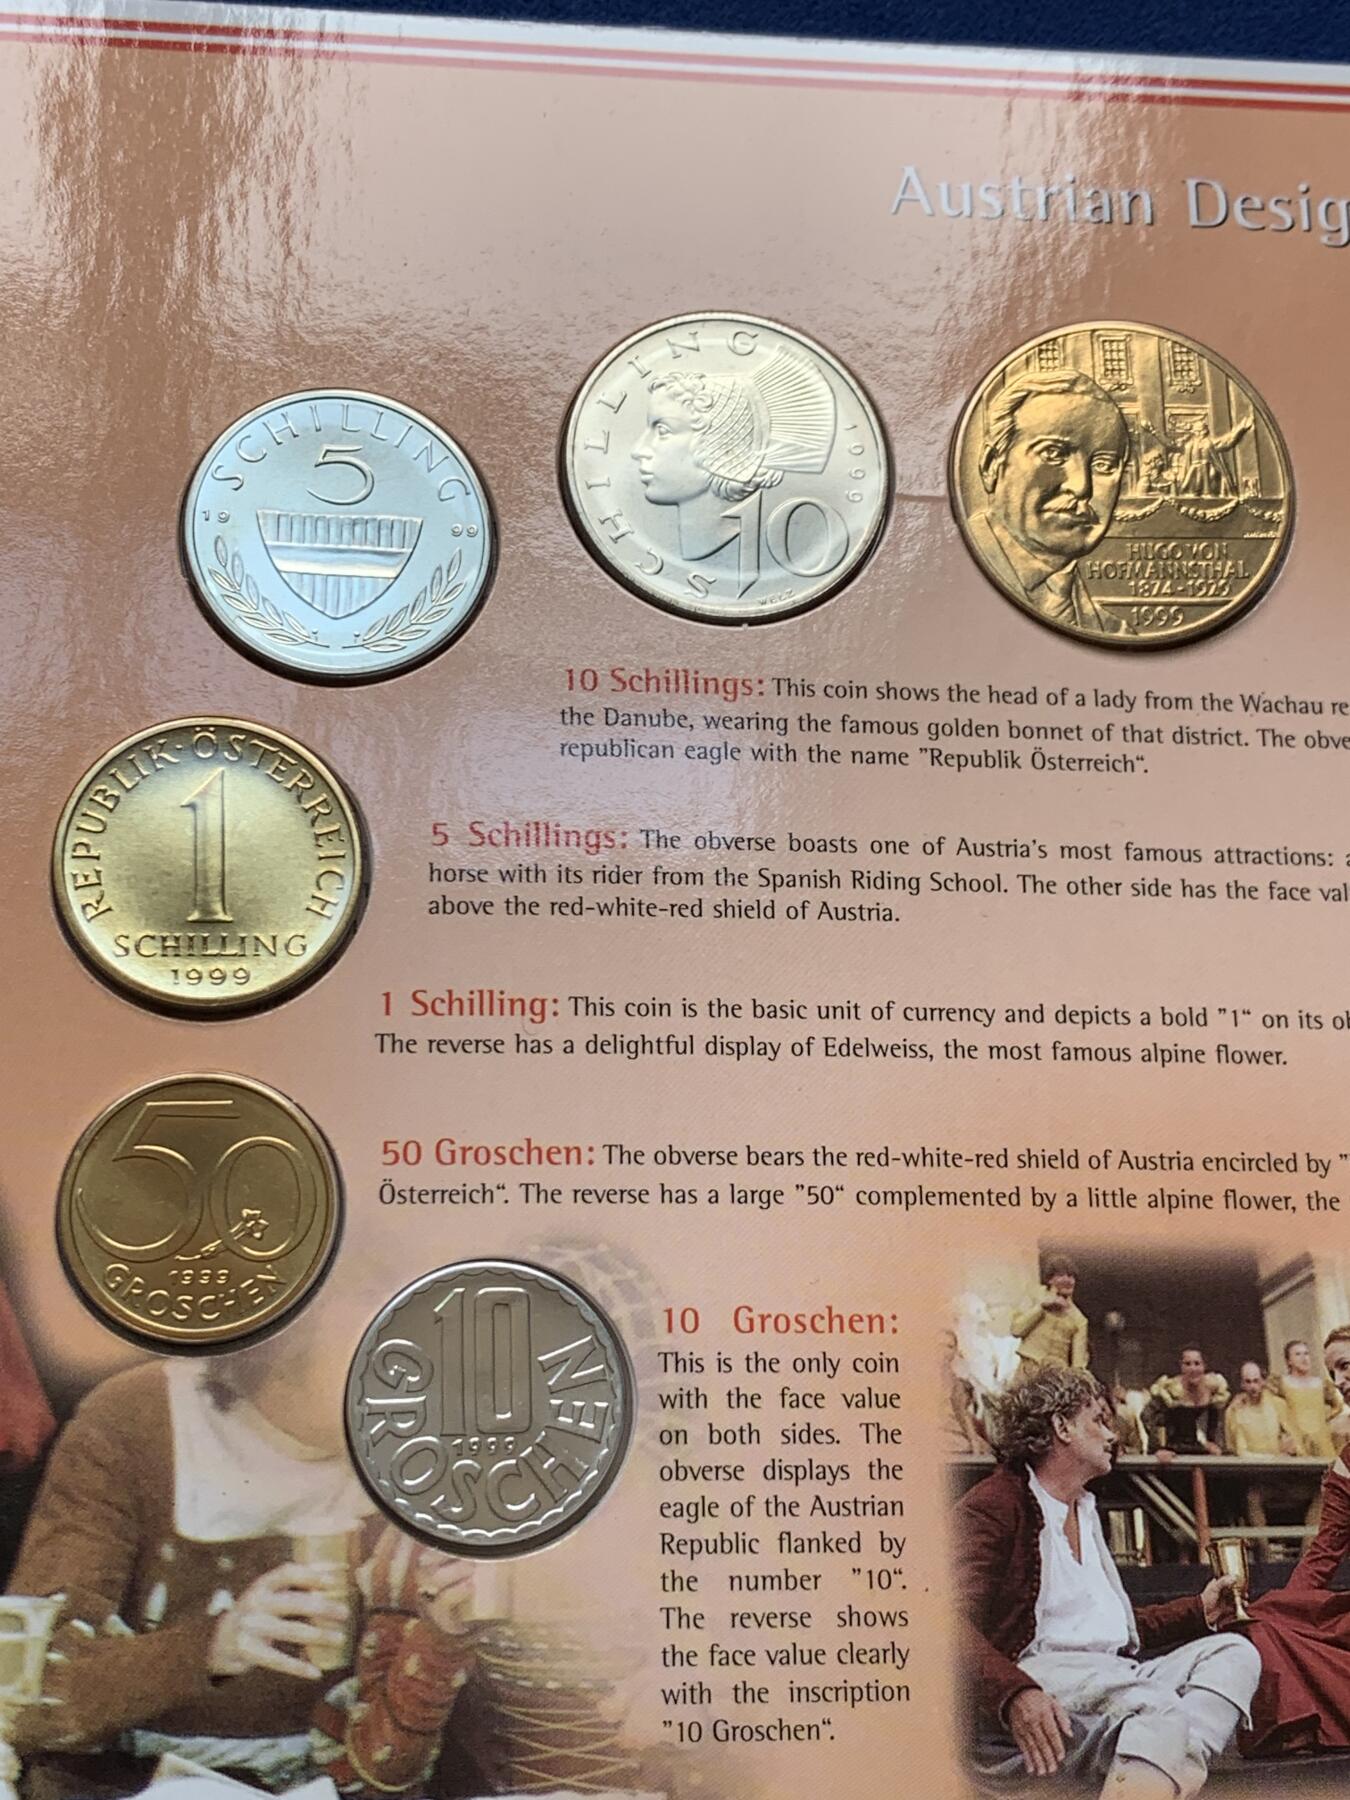 Austrian Desig
SCHILLING
5
19 99
SCHILLING
1999
10
WELZ
HUGO VON
HOFMANNSTHAL
1874-1929
1999
10 Schillings: This coin shows the head of a lady from the Wachau re
the Danube, wearing the famous golden bonnet of that district. The obve
republican eagle with the name "Republik Österreich“.
REPUBLIK·ÖSTERREICH
1
SCHILLING
1999
5 Schillings: The obverse boasts one of Austria's most famous attractions: a
horse with its rider from the Spanish Riding School. The other side has the face val
above the red-white-red shield of Austria.
1 Schilling: This coin is the basic unit of currency and depicts a bold "1“ on its ob
The reverse has a delightful display of Edelweiss, the most famous alpine flower.
50
1999
GROSCHEN
50 Groschen: The obverse bears the red-white-red shield of Austria encircled by "
Österreich“. The reverse has a large "50“ complemented by a little alpine flower, the
10
1999
GROSCHEN
10 Groschen:
This is the only coin
with the face value
on both sides. The
obverse displays the
eagle of the Austrian
Republic flanked by
the number "10“.
The reverse shows
the face value clearly
with the inscription
"10 Groschen“.